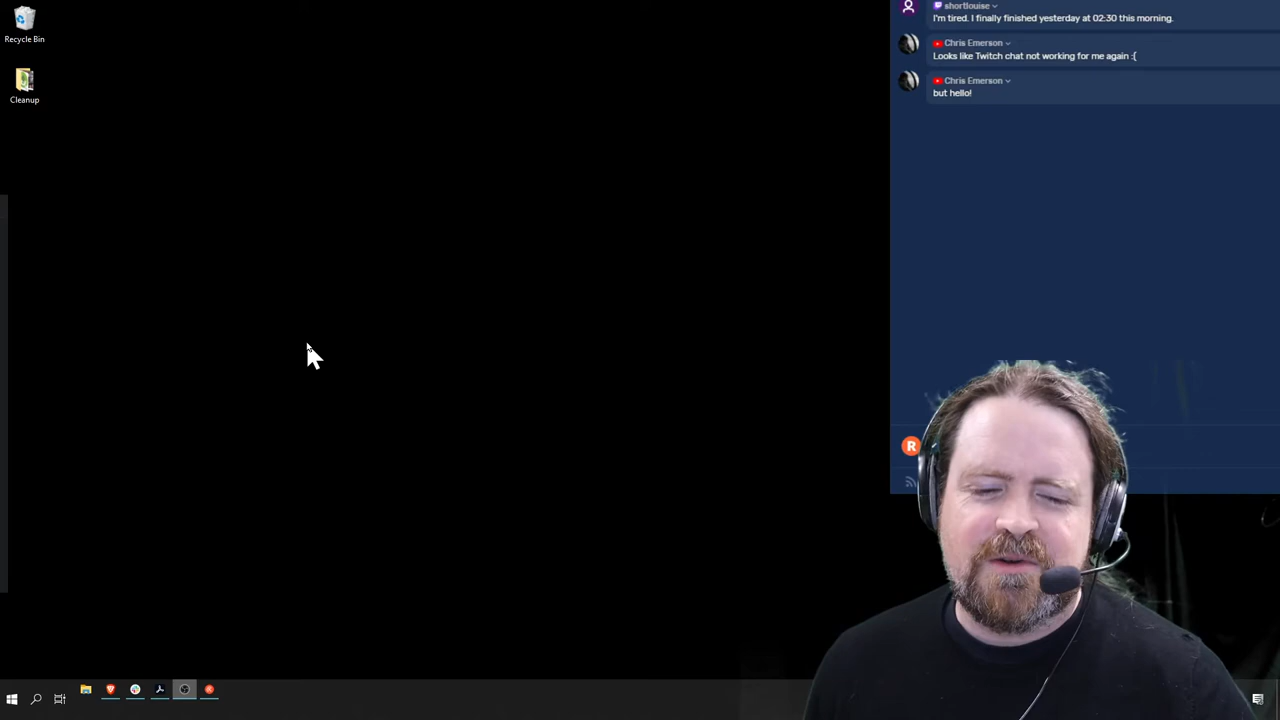 Recycle Bin
Cleanup
shortlouise
I'm tired. I finally finished yesterday at 02:30 this morning.
Chris Emerson
Looks like Twitch chat not working for me again :(
Chris Emerson
but hello!
R